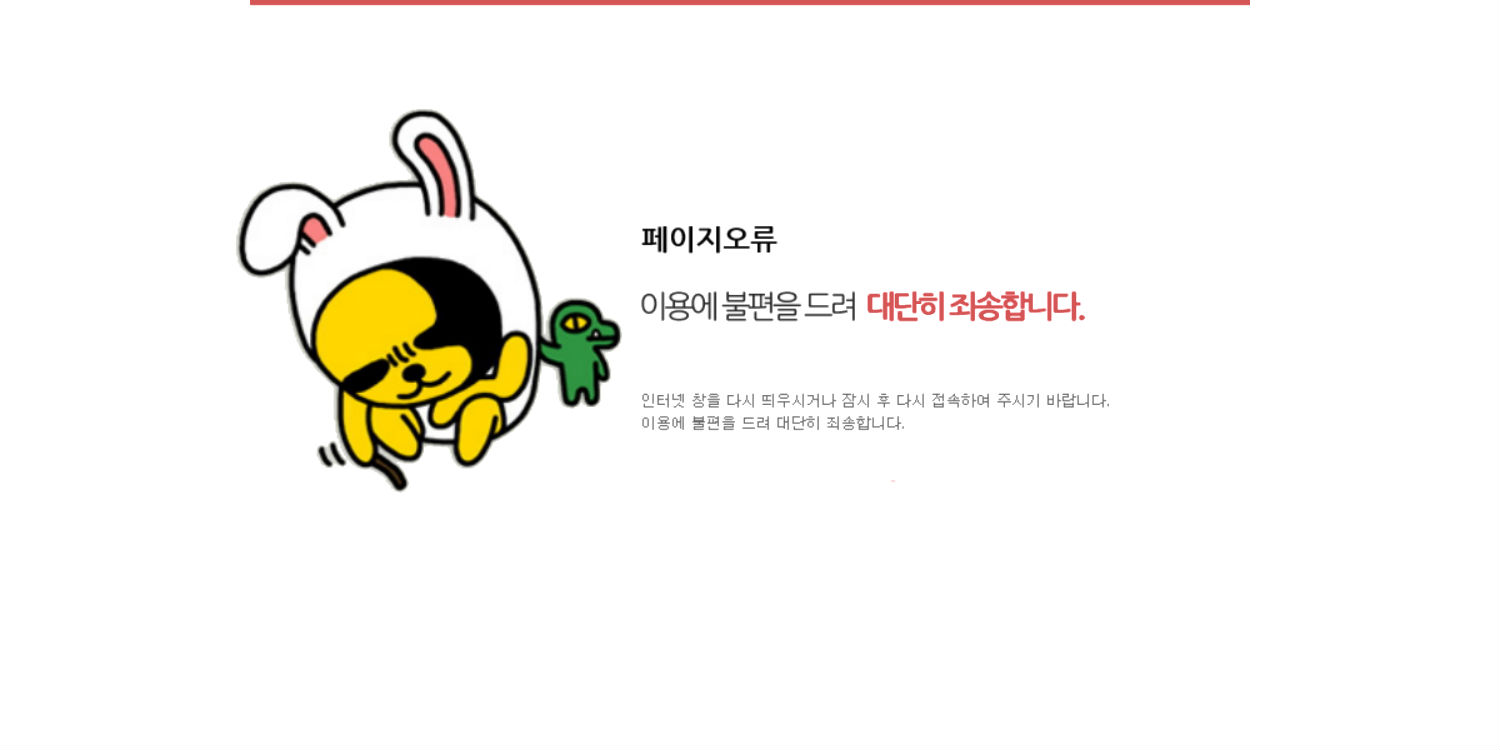 페이지오류
이용에 불편을 드려 대단히 죄송합니다.
인터넷 창을 다시 띄우시거나 잠시 후 다시 접속하여 주시기 바랍니다.
이용에 불편을 드려 대단히 죄송합니다.